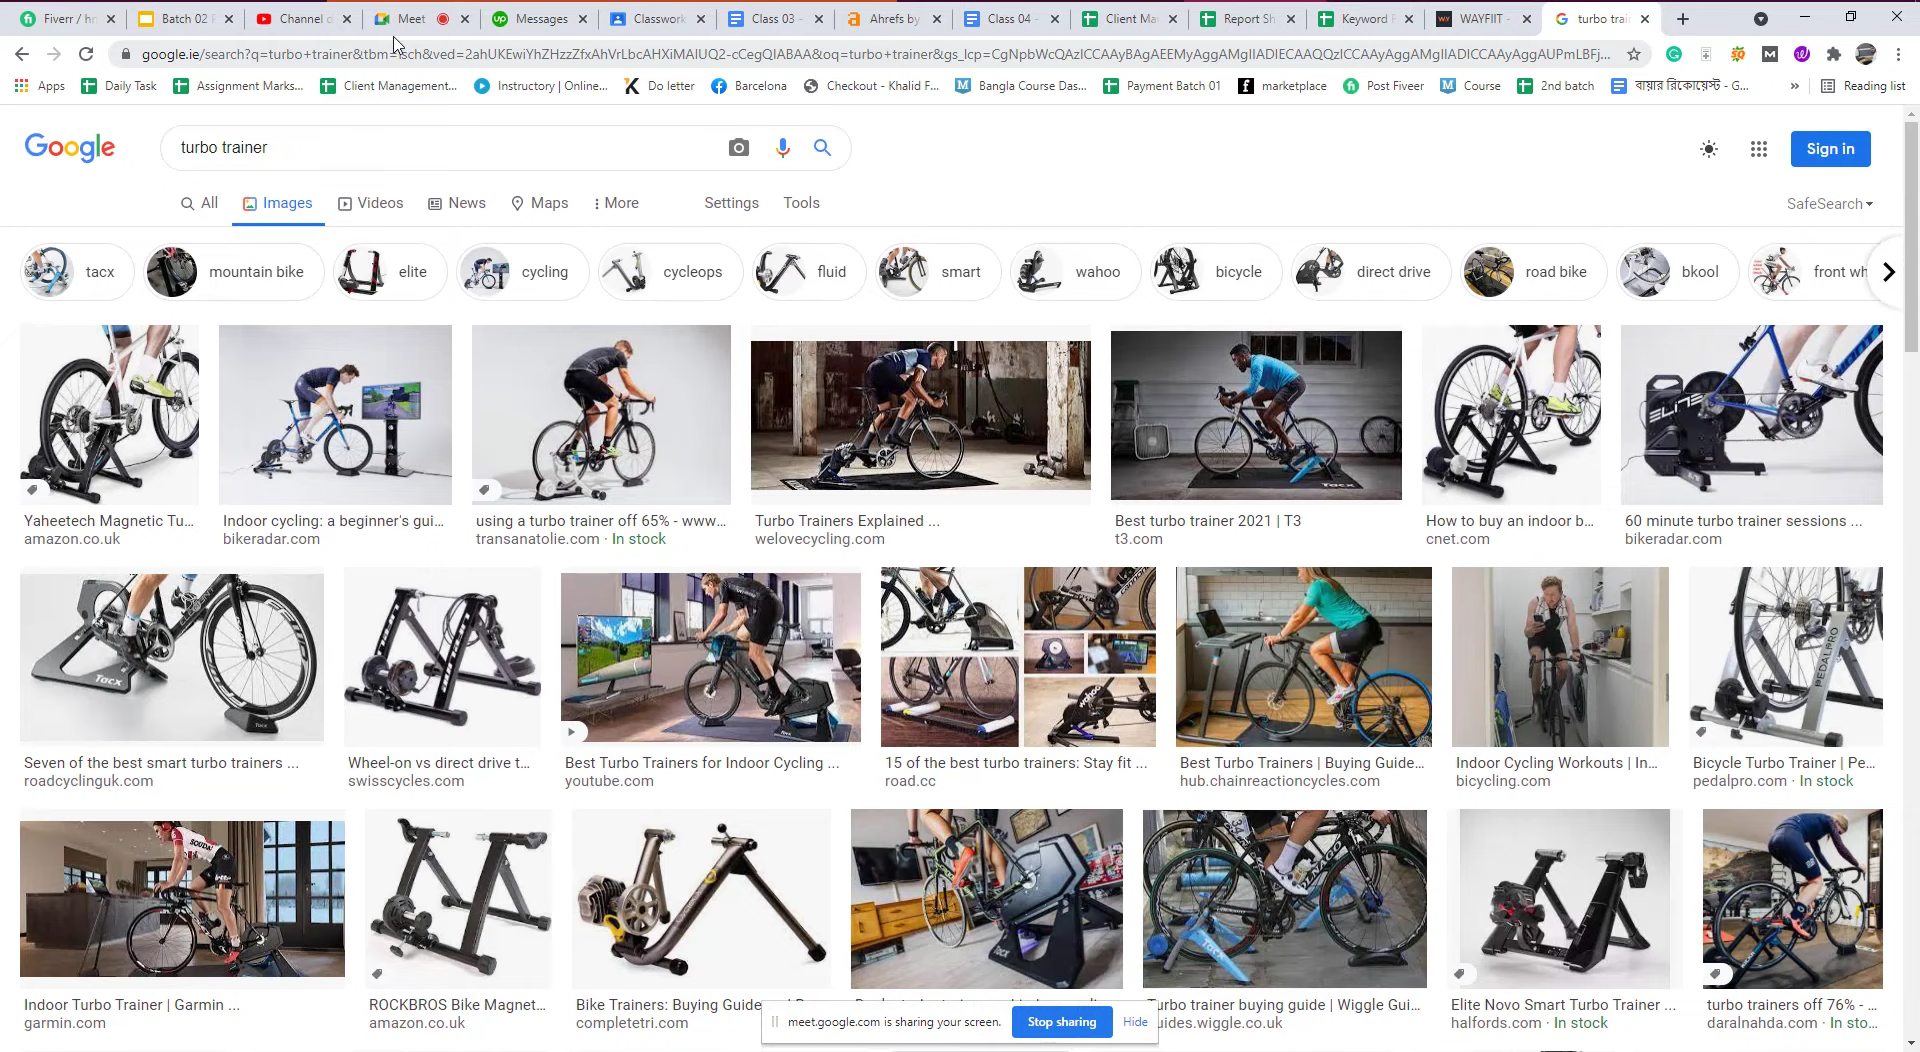 Fiverr / hr
Batch 02 F
Channel d
Meet
Up Messages
Classwork
Class 03 -
Ahrefs by
Class 04 -
Client Ma
Report Sh
Keyword R
WAYFIIT -
turbo trai
google.ie/search?q=turbo+trainer&tbm=isch&ved=2ahUKEwiYhZHzzZfxAhVrLbcAHXiMAIUQ2-cCegQIABAA&oq=turbo+trainer&gs_lcp=CgNpbWcQAzICCAAyBAgAEEMyAggAMgIIADIECAAQQzICCAAyAggAMgIIADICCAAyAggAUPmLBFj...
Apps
Daily Task
Assignment Marks...
Client Management...
Instructory | Online...
Do letter
Barcelona
Checkout - Khalid F...
Bangla Course Das...
Payment Batch 01
marketplace
Post Fiveer
Course
2nd batch
বায়ার রিকোয়েস্ট - G...
»
Reading list
Google
turbo trainer
Sign in
All
Images
Videos
News
Maps
More
Settings
Tools
SafeSearch
tacx
mountain bike
elite
cycling
cycleops
fluid
smart
wahoo
bicycle
direct drive
road bike
bkool
front wh
ELITE
Tacx
Yaheetech Magnetic Tu...
amazon.co.uk
Indoor cycling: a beginner's gui...
bikeradar.com
using a turbo trainer off 65% - www...
transanatolie.com · In stock
Turbo Trainers Explained ...
welovecycling.com
Best turbo trainer 2021 | T3
t3.com
How to buy an indoor b...
cnet.com
60 minute turbo trainer sessions ...
bikeradar.com
Tacx
PEDALPRO
wahoo
Seven of the best smart turbo trainers ...
roadcyclinguk.com
Wheel-on vs direct drive t...
swisscycles.com
Best Turbo Trainers for Indoor Cycling ...
youtube.com
15 of the best turbo trainers: Stay fit ...
road.cc
Best Turbo Trainers | Buying Guide...
hub.chainreactioncycles.com
Indoor Cycling Workouts | In...
bicycling.com
Bicycle Turbo Trainer | Pe...
pedalpro.com · In stock
SOUDAL
34
Tacx
Indoor Turbo Trainer | Garmin ...
garmin.com
ROCKBROS Bike Magnet...
amazon.co.uk
Bike Trainers: Buying Guide
completetri.com
Turbo trainer buying guide | Wiggle Gui...
guides.wiggle.co.uk
Elite Novo Smart Turbo Trainer ...
halfords.com · In stock
turbo trainers off 76% - ...
daralnahda.com · In sto...
meet.google.com is sharing your screen.
Stop sharing
Hide